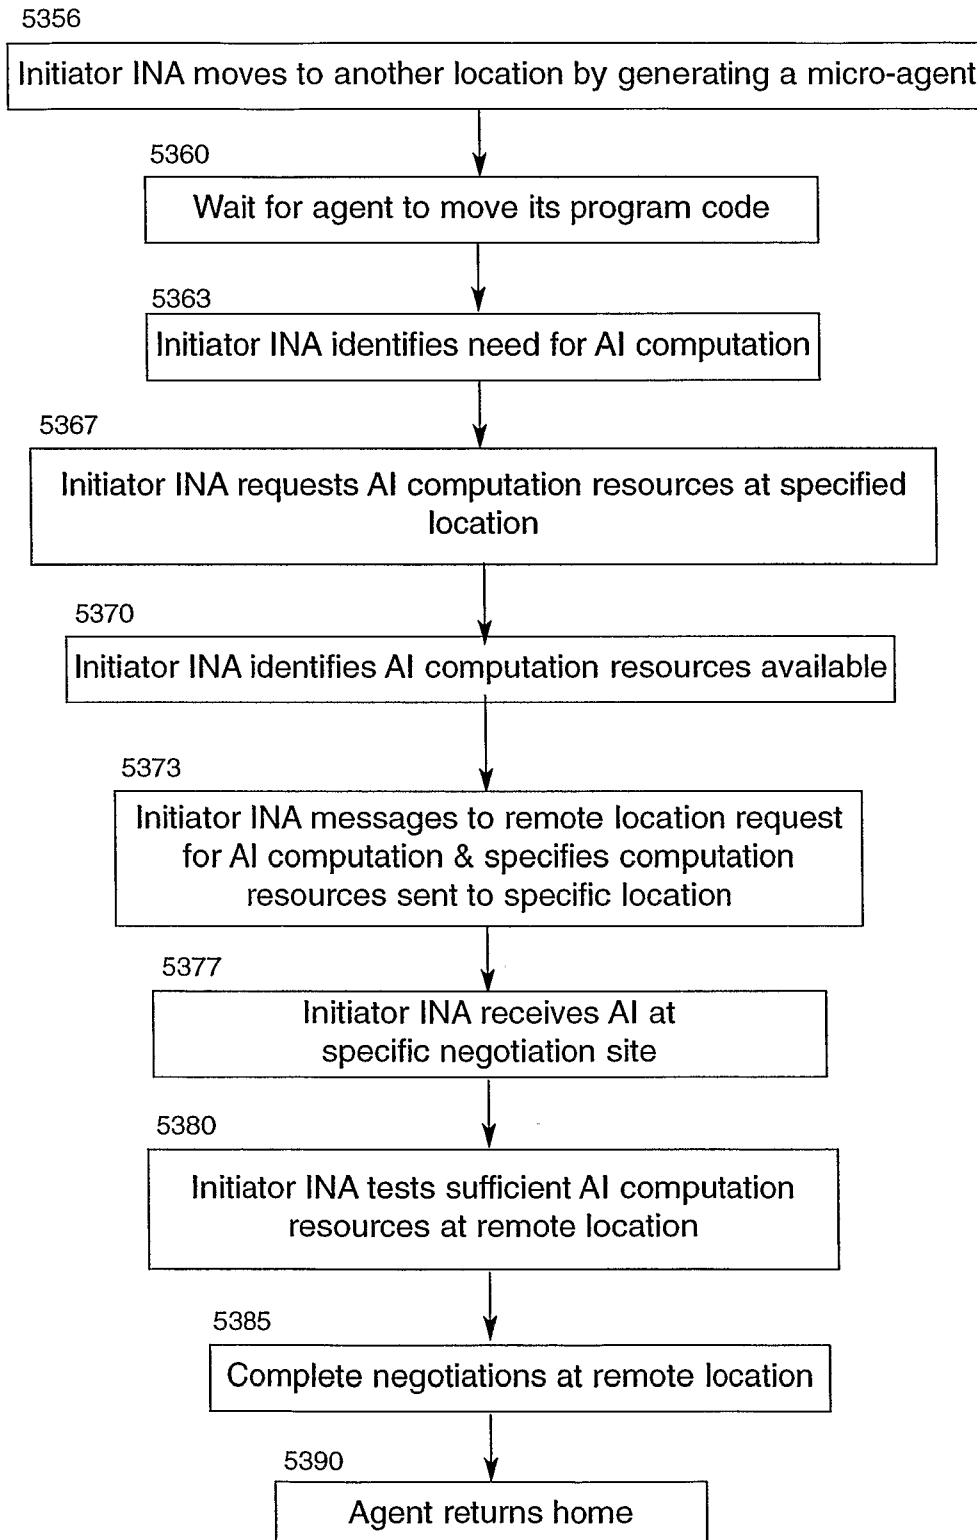 5356
Initiator INA moves to another location by generating a micro-agent
5360
Wait for agent to move its program code
5363
Initiator INA identifies need for AI computation
5367
Initiator INA requests AI computation resources at specified
location
5370
Initiator INA identifies AI computation resources available
5373
Initiator INA messages to remote location request
for AI computation & specifies computation
resources sent to specific location
5377
Initiator INA receives AI at
specific negotiation site
5380
Initiator INA tests sufficient AI computation
resources at remote location
5385
Complete negotiations at remote location
5390
Agent returns home